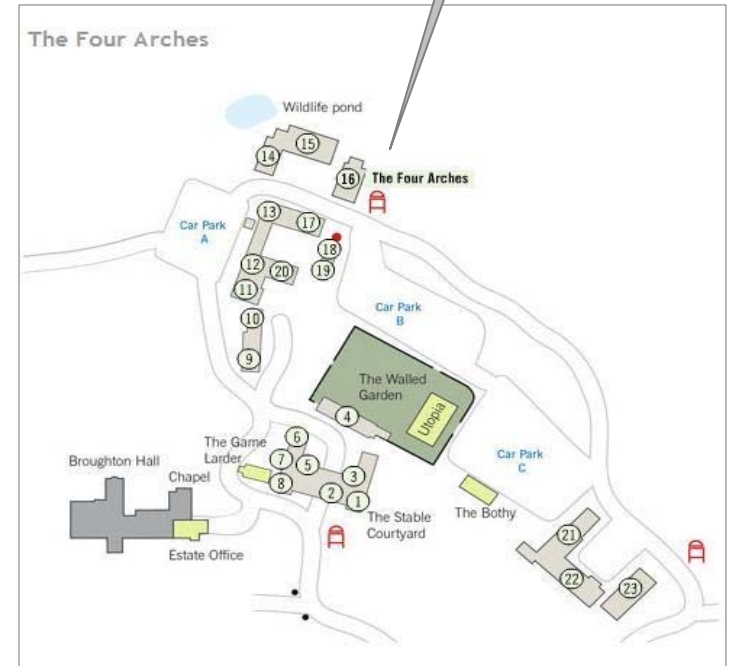 The Four Arches
Wildlife pond
15
14
16 The Four Arches
13
17
Car Park
A
18
12
20
19
11
10
Car Park
B
9
The Walled
Garden
4
Utopia
6
The Game
Larder
7
5
Car Park
C
Broughton Hall
Chapel
8
3
2
1
The Bothy
The Stable
Courtyard
Estate Office
21
22
23